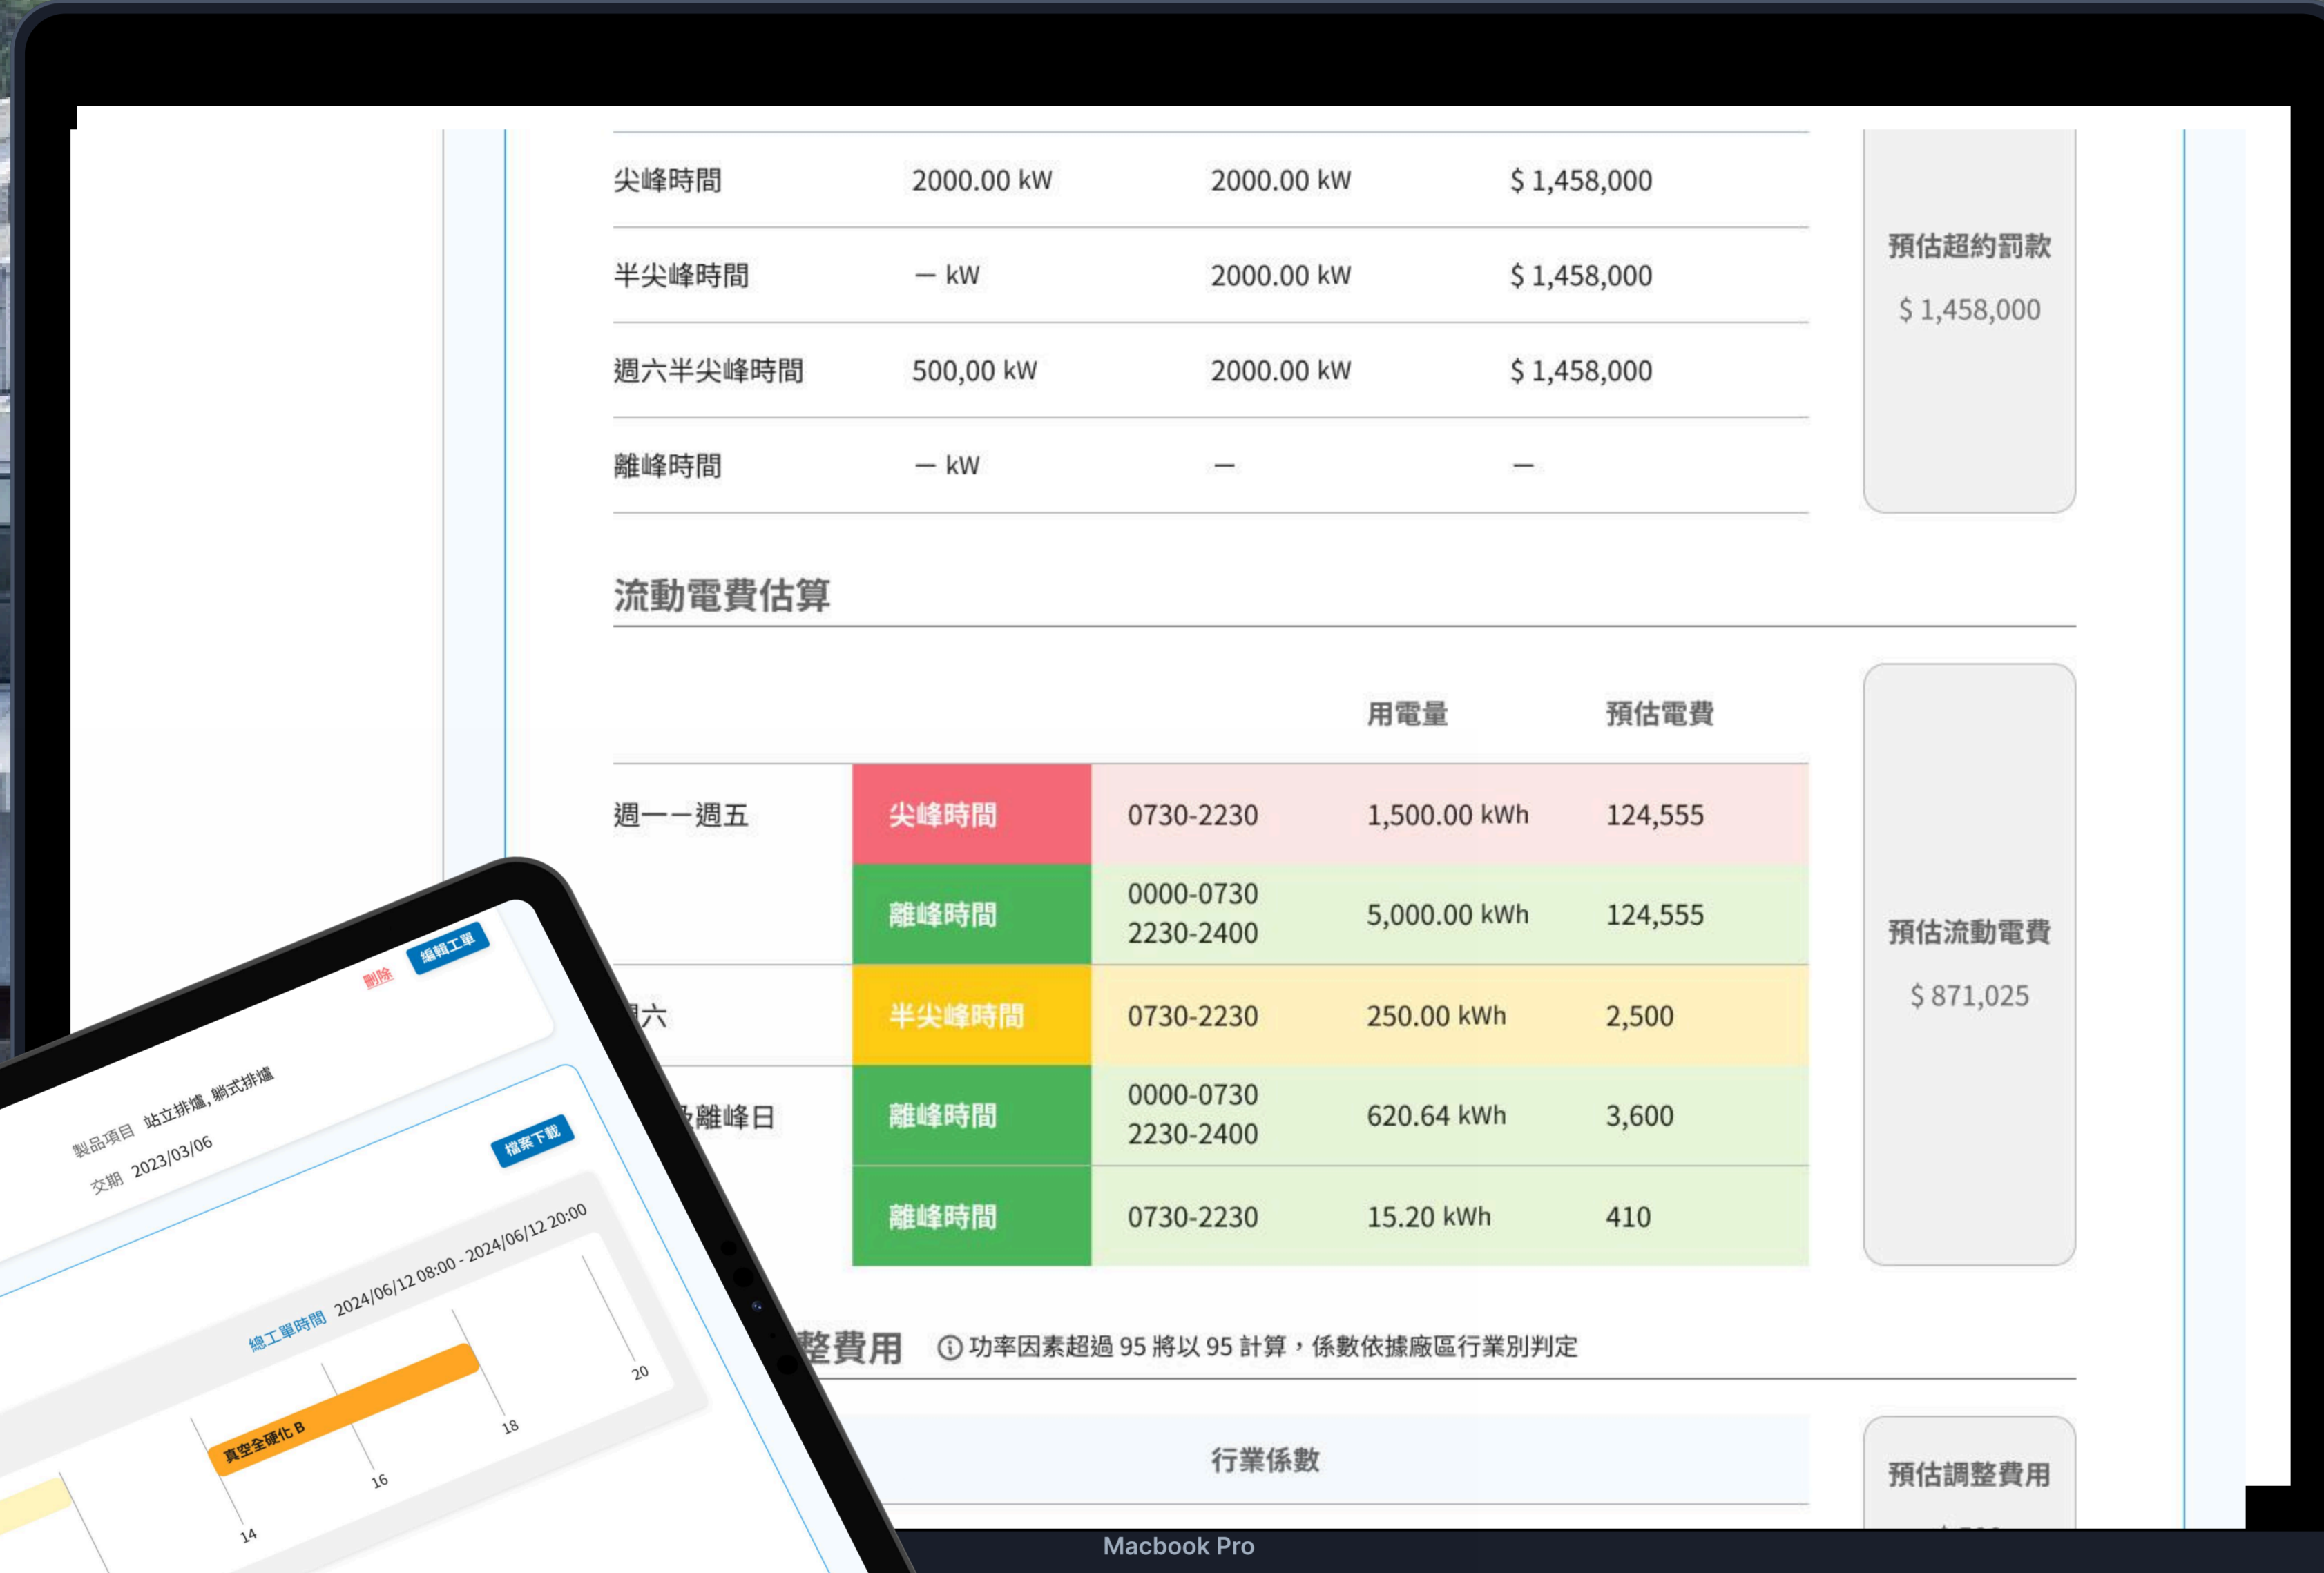 尖峰時間 2000.00 kW 2000.00 kW $ 1,458,000
半尖峰時間 — kW 2000.00 kW $ 1,458,000
週六半尖峰時間 500,00 kW 2000.00 kW $ 1,458,000
離峰時間 — kW — —
預估超約罰款
$ 1,458,000
流動電費估算
用電量 預估電費
週一－週五 尖峰時間 0730-2230 1,500.00 kWh 124,555
離峰時間 0000-0730 2230-2400 5,000.00 kWh 124,555
六 半尖峰時間 0730-2230 250.00 kWh 2,500
離峰日 離峰時間 0000-0730 2230-2400 620.64 kWh 3,600
離峰時間 0730-2230 15.20 kWh 410
預估流動電費
$ 871,025
整費用 ⓘ 功率因素超過 95 將以 95 計算，係數依據廠區行業別判定
行業係數
預估調整費用
Macbook Pro
刪除 編輯工單
製品項目 站立排爐, 躺式排爐
交期 2023/03/06
檔案下載
總工單時間 2024/06/12 08:00 - 2024/06/12 20:00
真空全硬化 B
14 16 18 20